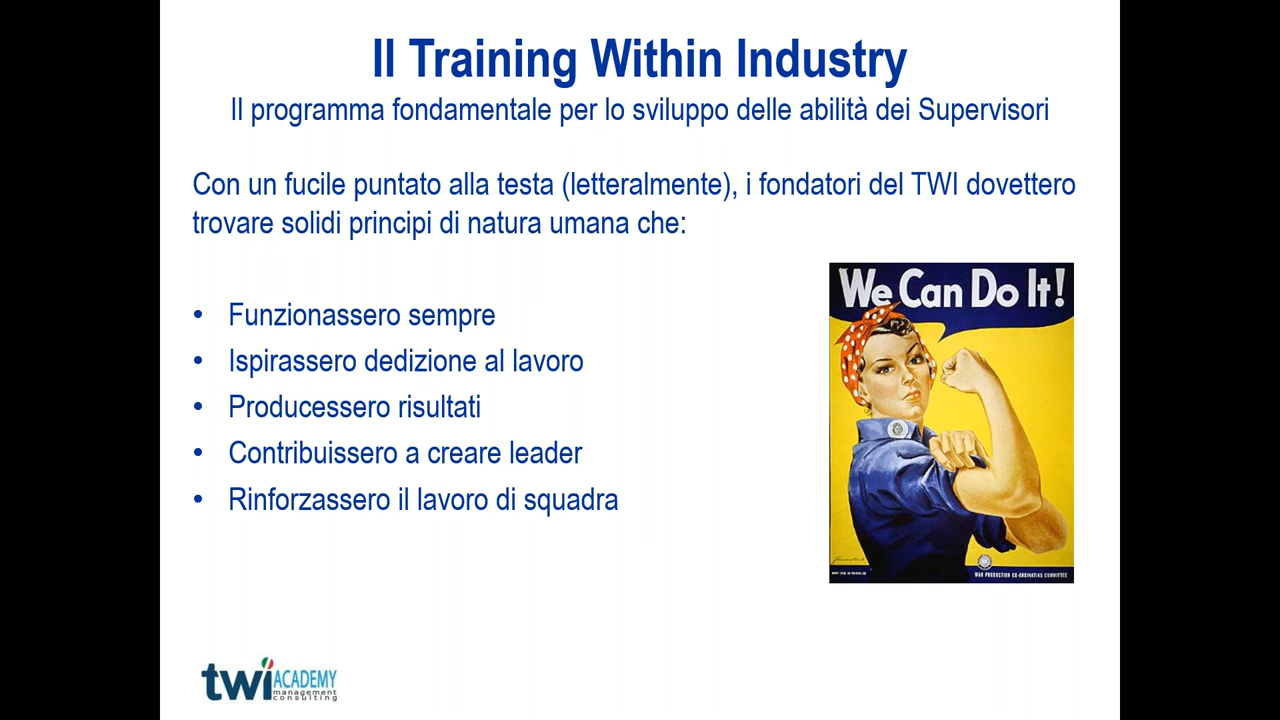 Il Training Within Industry
Il programma fondamentale per lo sviluppo delle abilità dei Supervisori
Con un fucile puntato alla testa (letteralmente), i fondatori del TWI dovettero
trovare solidi principi di natura umana che:
• Funzionassero sempre
• Ispirassero dedizione al lavoro
• Producessero risultati
• Contribuissero a creare leader
• Rinforzassero il lavoro di squadra
We Can Do It!
WAR PRODUCTION CO-ORDINATING COMMITTEE
twi ACADEMY
management
consulting